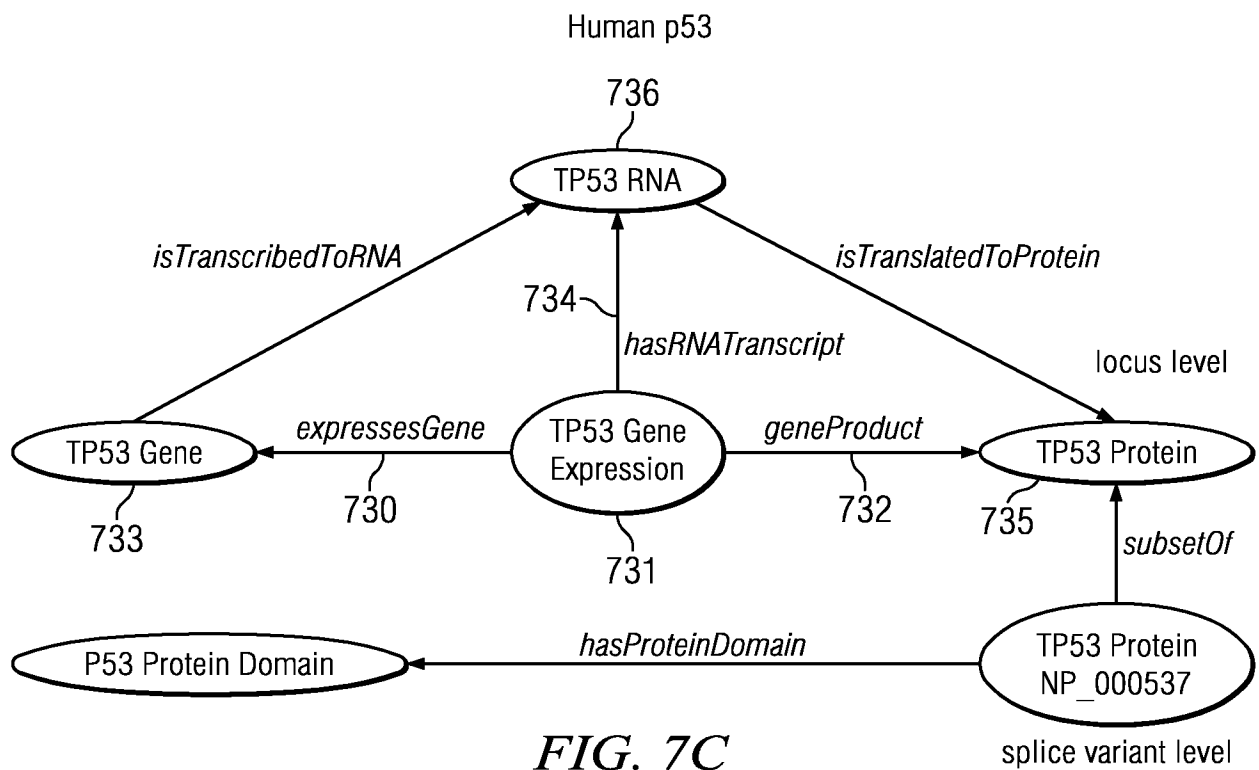 Human p53
736
TP53 RNA
isTranscribedToRNA
isTranslatedToProtein
734
hasRNATranscript
locus level
TP53 Gene
expressesGene
TP53 Gene
Expression
geneProduct
TP53 Protein
733
730
731
732
735
subsetOf
P53 Protein Domain
hasProteinDomain
TP53 Protein
NP_000537
splice variant level
FIG. 7C